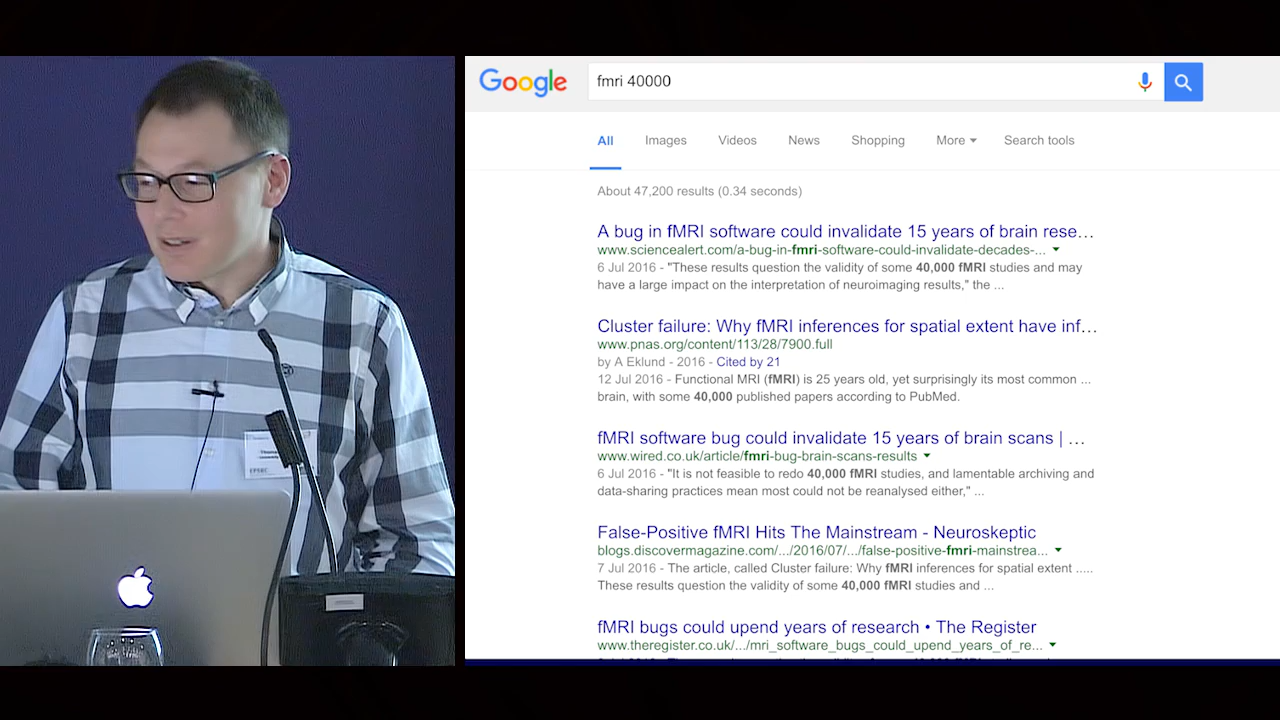 Google
fmri 40000
All Images Videos News Shopping More Search tools
About 47,200 results (0.34 seconds)
A bug in fMRI software could invalidate 15 years of brain rese…
www.sciencealert.com/a-bug-in-fmri-software-could-invalidate-decades-...
6 Jul 2016 - "These results question the validity of some 40,000 fMRI studies and may
have a large impact on the interpretation of neuroimaging results," the ...
Cluster failure: Why fMRI inferences for spatial extent have inf…
www.pnas.org/content/113/28/7900.full
by A Eklund - 2016 - Cited by 21
12 Jul 2016 - Functional MRI (fMRI) is 25 years old, yet surprisingly its most common ...
brain, with some 40,000 published papers according to PubMed.
fMRI software bug could invalidate 15 years of brain scans | …
www.wired.co.uk/article/fmri-bug-brain-scans-results
6 Jul 2016 - "It is not feasible to redo 40,000 fMRI studies, and lamentable archiving and
data-sharing practices mean most could not be reanalysed either," ...
False-Positive fMRI Hits The Mainstream - Neuroskeptic
blogs.discovermagazine.com/.../2016/07/.../false-positive-fmri-mainstrea...
7 Jul 2016 - The article, called Cluster failure: Why fMRI inferences for spatial extent .....
These results question the validity of some 40,000 fMRI studies and ...
fMRI bugs could upend years of research • The Register
www.theregister.co.uk/.../mri_software_bugs_could_upend_years_of_re...
EPSRC